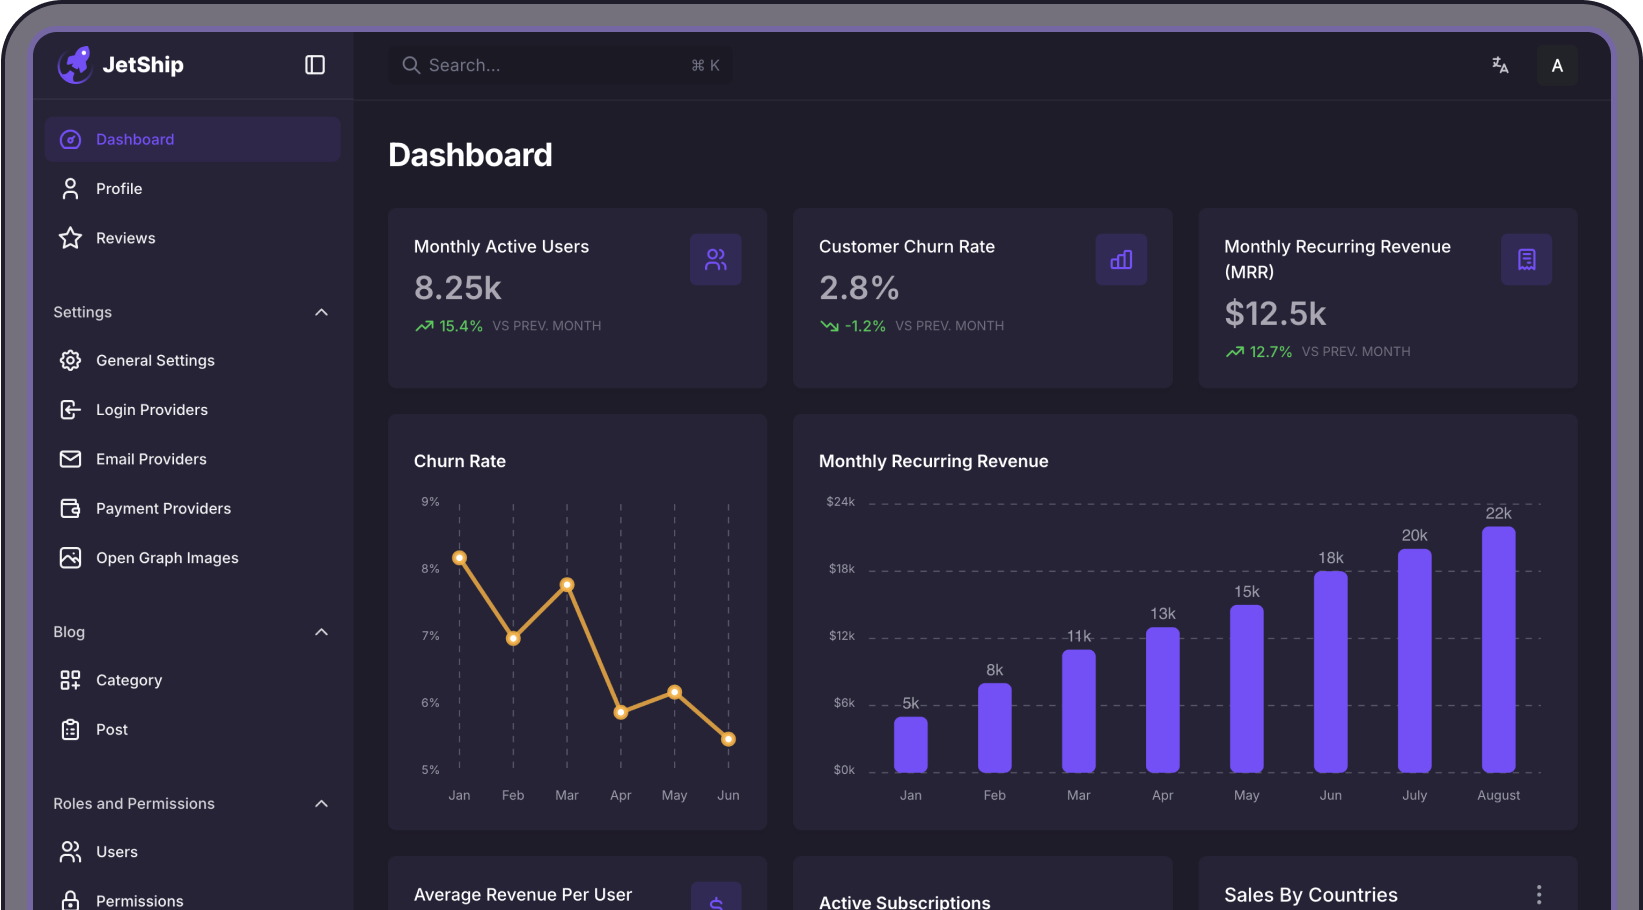 JetShip
Search...
⌘ K
A
Dashboard
Profile
Reviews
Settings
General Settings
Login Providers
Email Providers
Payment Providers
Open Graph Images
Blog
Category
Post
Roles and Permissions
Users
Permissions
Dashboard
Monthly Active Users
8.25k
15.4% VS PREV. MONTH
Customer Churn Rate
2.8%
-1.2% VS PREV. MONTH
Monthly Recurring Revenue
(MRR)
$12.5k
12.7% VS PREV. MONTH
Churn Rate
9%
8%
7%
6%
5%
Jan Feb Mar Apr May Jun
Monthly Recurring Revenue
$24k
$18k
$12k
$6k
$0k
5k 8k 11k 13k 15k 18k 20k 22k
Jan Feb Mar Apr May Jun July August
Average Revenue Per User
Active Subscriptions
Sales By Countries